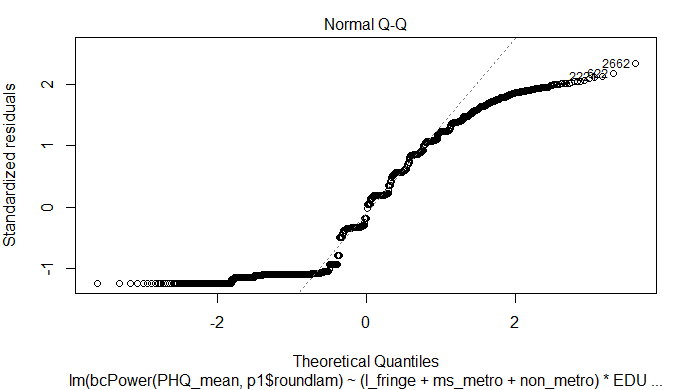 Normal Q-Q
Standardized residuals
2
1
0
-1
2662
622
-2
0
2
Theoretical Quantiles
lm(bcPower(PHQ_mean, p1$roundlam) ~ (l_fringe + ms_metro + non_metro) * EDU ...